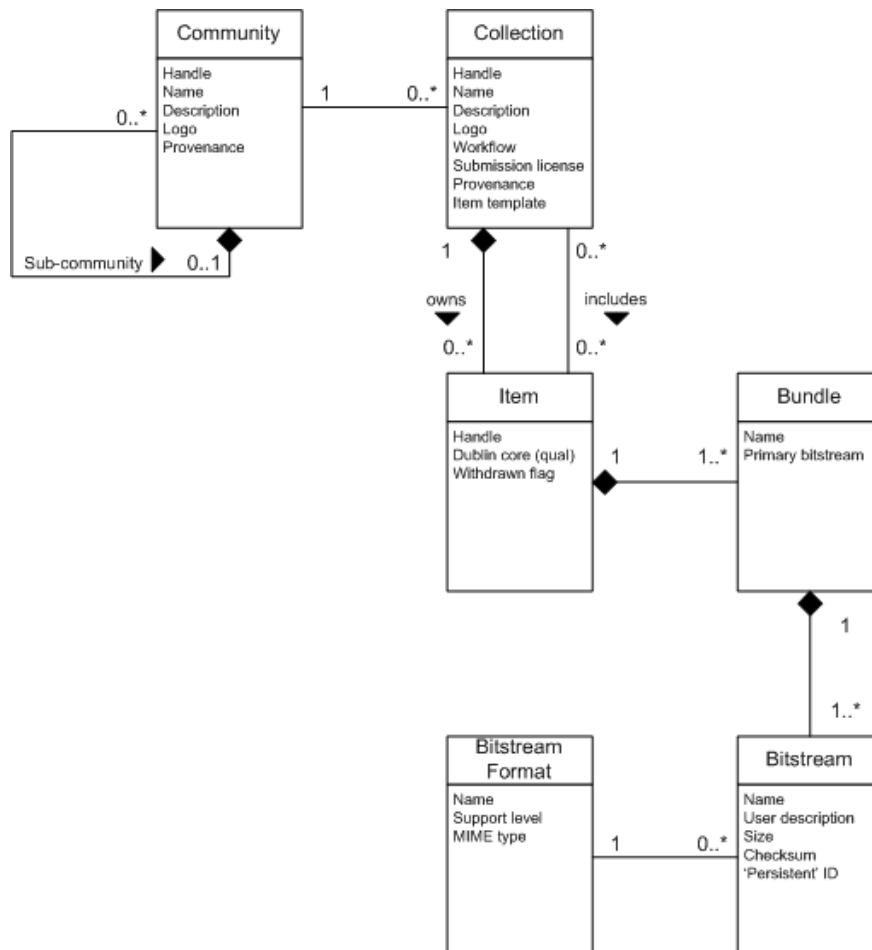 Community
Handle
Name
Description
Logo
Provenance
1
0..*
Collection
Handle
Name
Description
Logo
Workflow
Submission license
Provenance
Item template
0..*
Sub-community
0..1
1
0..*
owns
includes
0..*
0..*
Item
Handle
Dublin core (qual)
Withdrawn flag
1
1..*
Bundle
Name
Primary bitstream
1
1..*
Bitstream
Format
Name
Support level
MIME type
1
0..*
Bitstream
Name
User description
Size
Checksum
‘Persistent’ ID